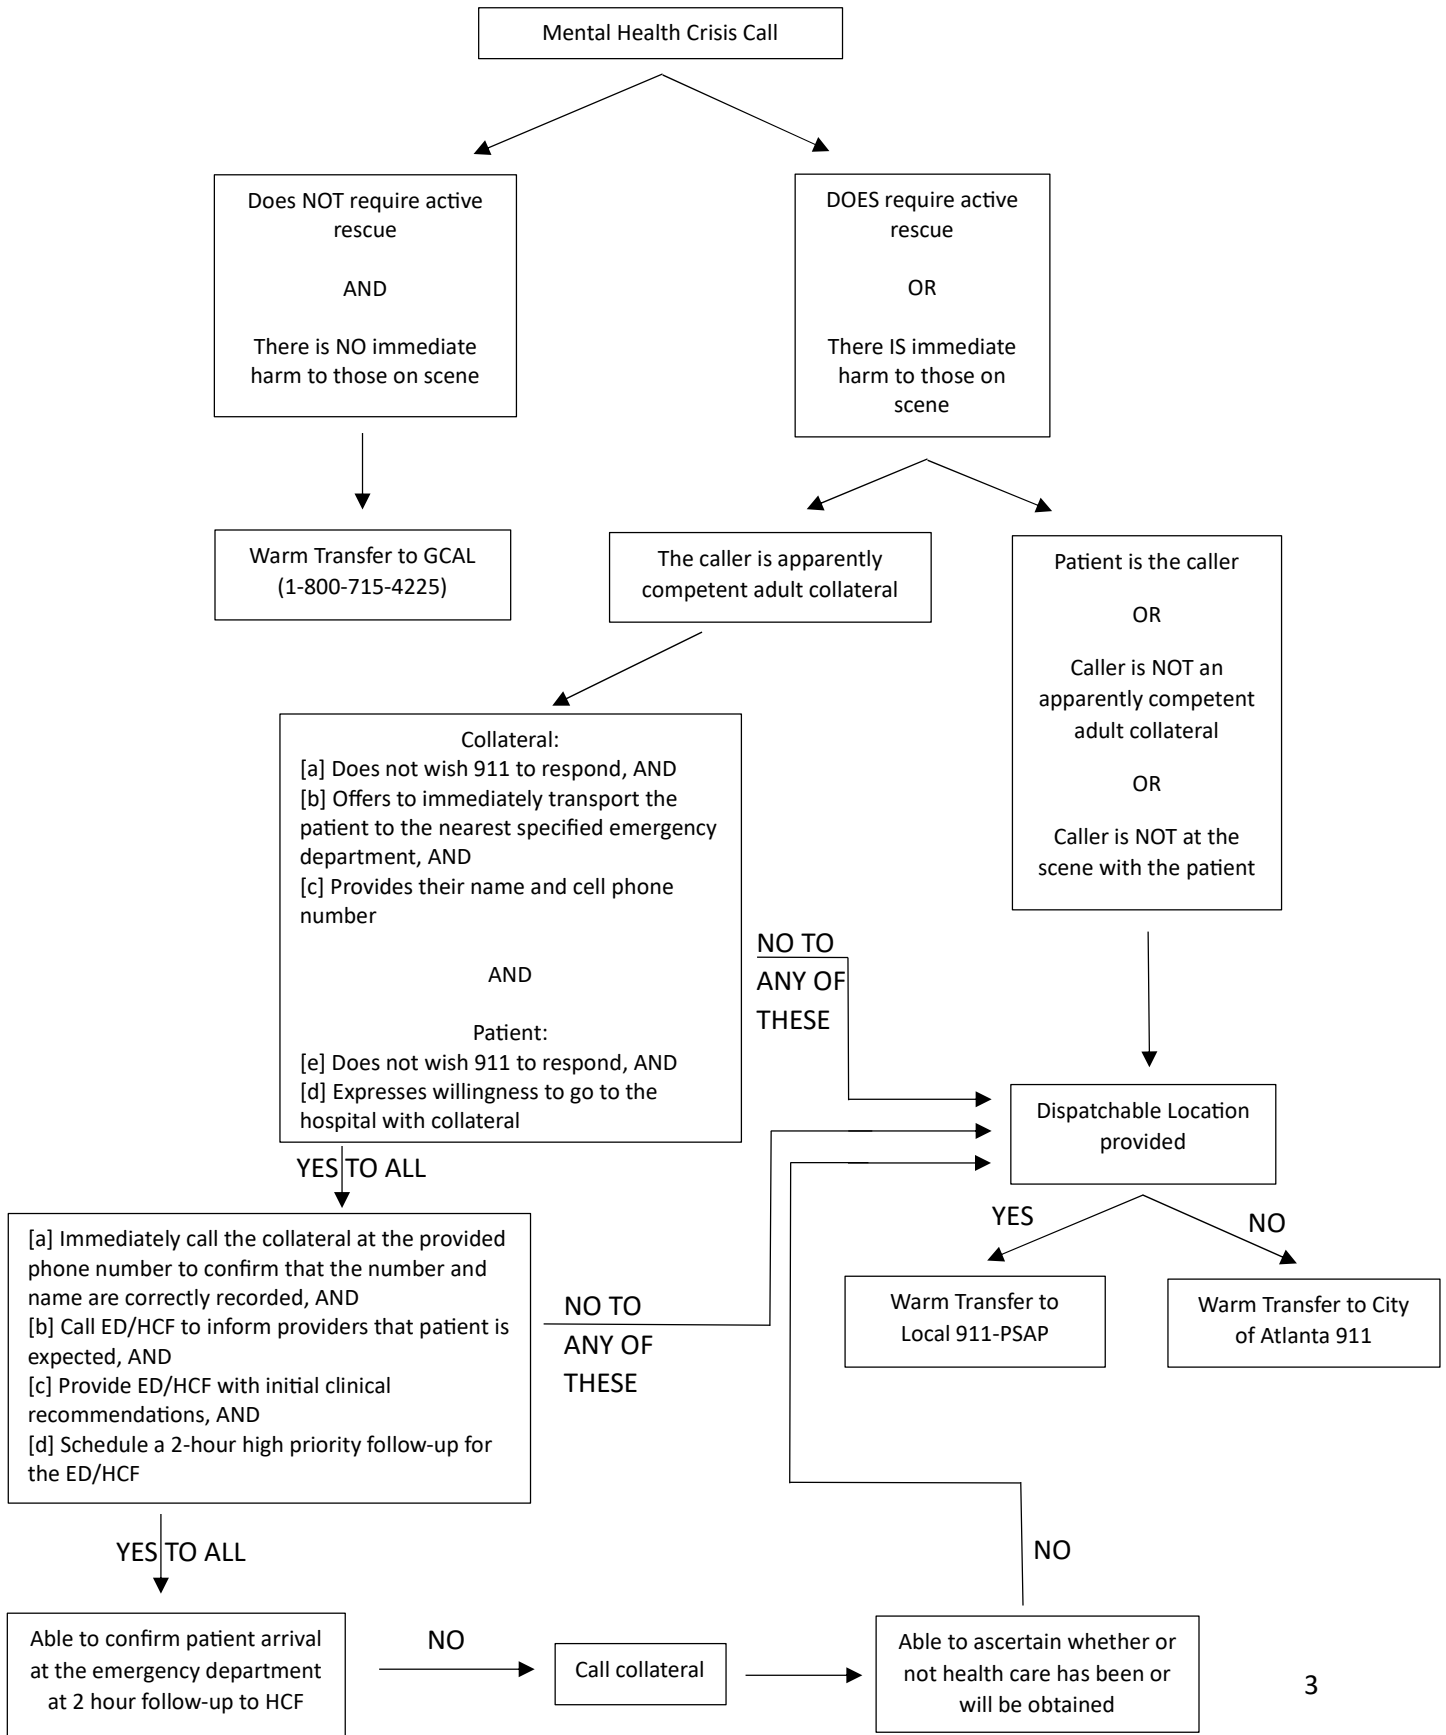 Mental Health Crisis Call
Does NOT require active
rescue
AND
There is NO immediate
harm to those on scene
DOES require active
rescue
OR
There IS immediate
harm to those on
scene
Warm Transfer to GCAL
(1-800-715-4225)
The caller is apparently
competent adult collateral
Patient is the caller
OR
Caller is NOT an
apparently competent
adult collateral
OR
Caller is NOT at the
scene with the patient
Collateral:
[a] Does not wish 911 to respond, AND
[b] Offers to immediately transport the
patient to the nearest specified emergency
department, AND
[c] Provides their name and cell phone
number
AND
Patient:
[e] Does not wish 911 to respond, AND
[d] Expresses willingness to go to the
hospital with collateral
NO TO
ANY OF
THESE
Dispatchable Location
provided
YES TO ALL
YES
NO
[a] Immediately call the collateral at the provided
phone number to confirm that the number and
name are correctly recorded, AND
[b] Call ED/HCF to inform providers that patient is
expected, AND
[c] Provide ED/HCF with initial clinical
recommendations, AND
[d] Schedule a 2-hour high priority follow-up for
the ED/HCF
NO TO
ANY OF
THESE
Warm Transfer to
Local 911-PSAP
Warm Transfer to City
of Atlanta 911
YES TO ALL
NO
Able to confirm patient arrival
at the emergency department
at 2 hour follow-up to HCF
NO
Call collateral
Able to ascertain whether or
not health care has been or
will be obtained
3